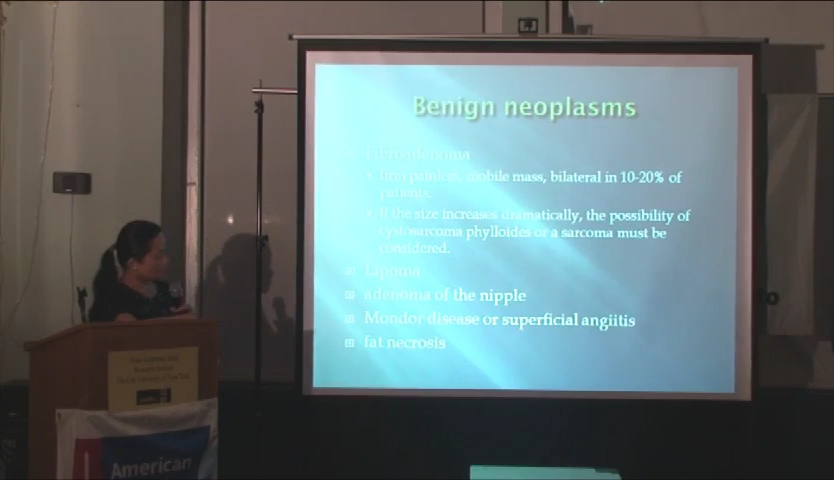 Benign neoplasms
Fibroadenoma
firm painless, mobile mass, bilateral in 10-20% of
patients.
If the size increases dramatically, the possibility of
cystosarcoma phylloides or a sarcoma must be
considered.
Lipoma
adenoma of the nipple
Mondor disease or superficial angiitis
fat necrosis
American